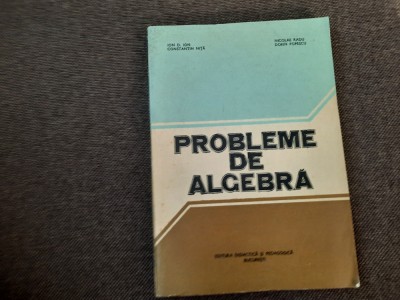 ION D. ION
CONSTANTIN NIȚĂ
NICOLAE RADU
DORIN POPESCU
PROBLEME
DE
ALGEBRĂ
EDITURA DIDACTICĂ ȘI PEDAGOGICĂ
BUCUREȘTI